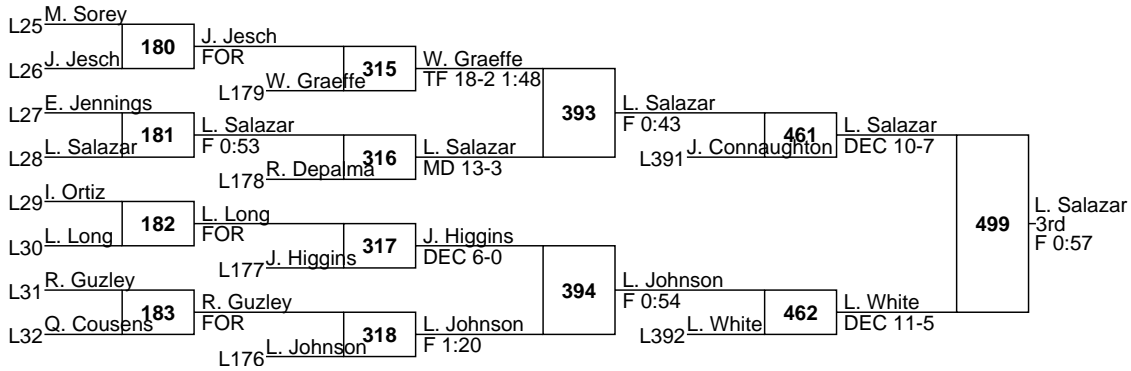 M. Sorey
L25
180
J. Jesch
J. Jesch
FOR
L26
315
W. Graeffe
W. Graeffe
TF 18-2 1:48
L179
E. Jennings
L27
393
L. Salazar
181
L. Salazar
F 0:43
L. Salazar
F 0:53
461
L. Salazar
L28
316
L. Salazar
J. Connaughton
DEC 10-7
R. Depalma
MD 13-3
L391
L178
I. Ortiz
L29
499
L. Salazar
182
L. Long
3rd
L. Long
FOR
F 0:57
L30
317
J. Higgins
J. Higgins
DEC 6-0
L177
R. Guzley
L31
394
L. Johnson
183
R. Guzley
F 0:54
Q. Cousens
FOR
462
L. White
L32
318
L. Johnson
L. White
DEC 11-5
L. Johnson
F 1:20
L392
L176